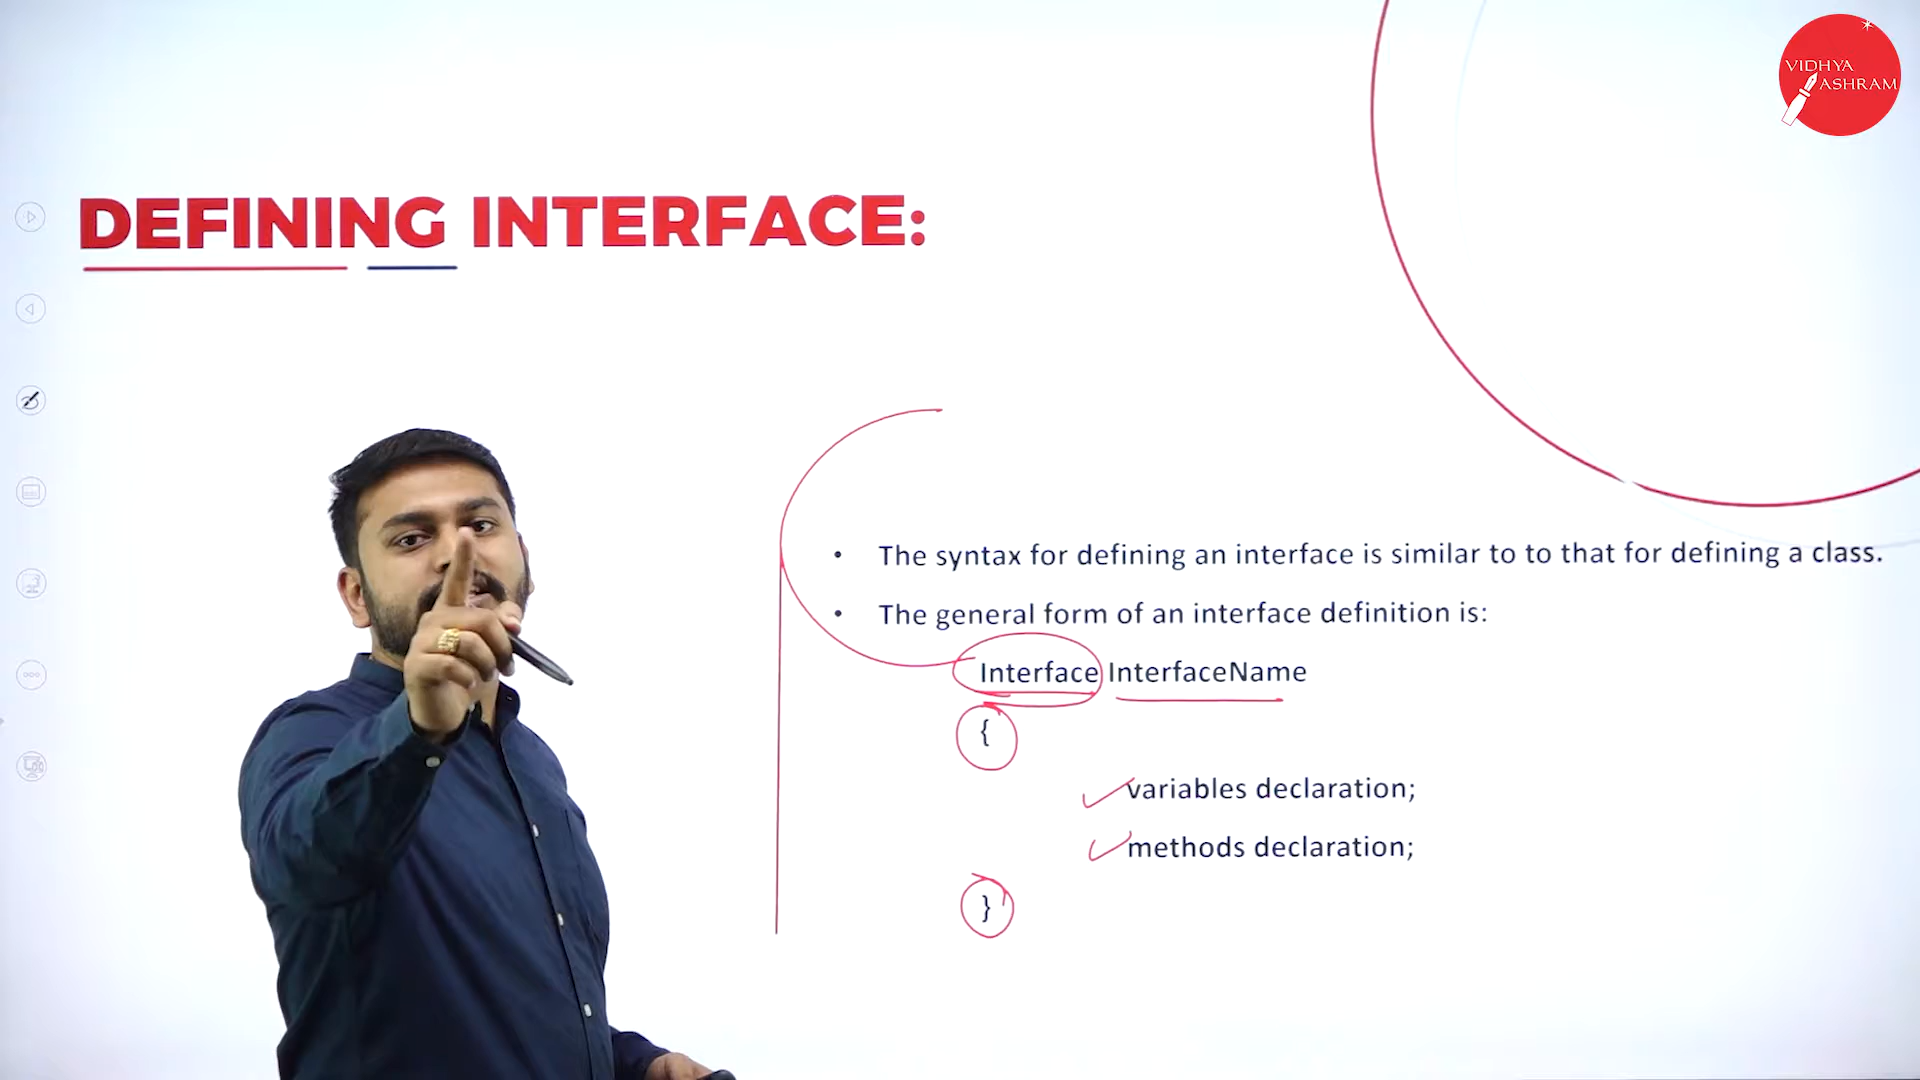 VIDHYA
ASHRAM
DEFINING INTERFACE:
• The syntax for defining an interface is similar to to that for defining a class.
• The general form of an interface definition is:
Interface InterfaceName
{
variables declaration;
methods declaration;
}